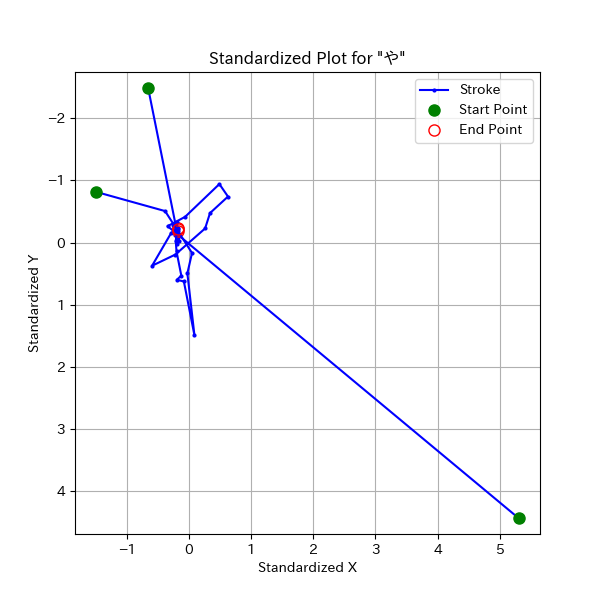 Standardized Plot for "や"
Stroke
Start Point
End Point
−2
−1
0
1
2
3
4
Standardized Y
−1 0 1 2 3 4 5
Standardized X